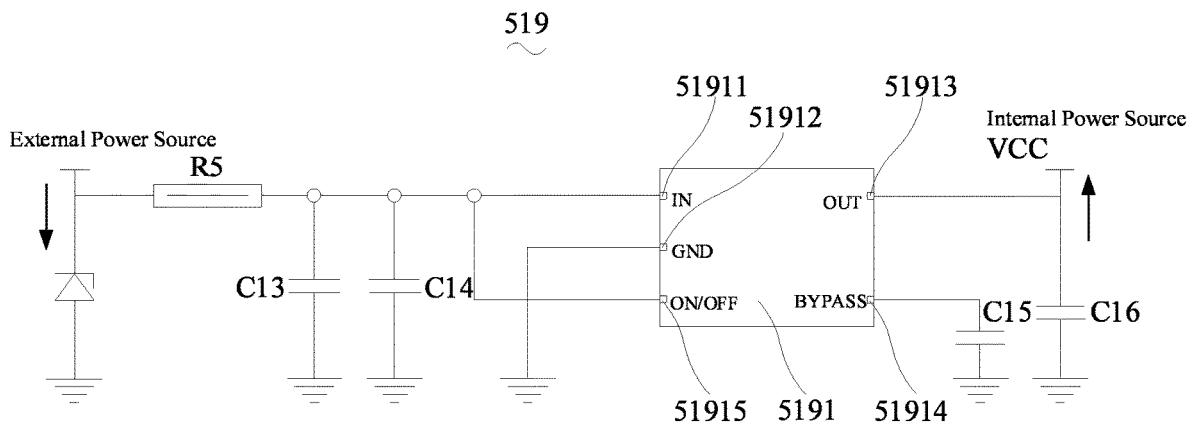 519
51911
51913
51912
External Power Source
Internal Power Source
VCC
R5
IN
OUT
GND
C13
C14
ON/OFF
BYPASS
C15
C16
51915
5191
51914